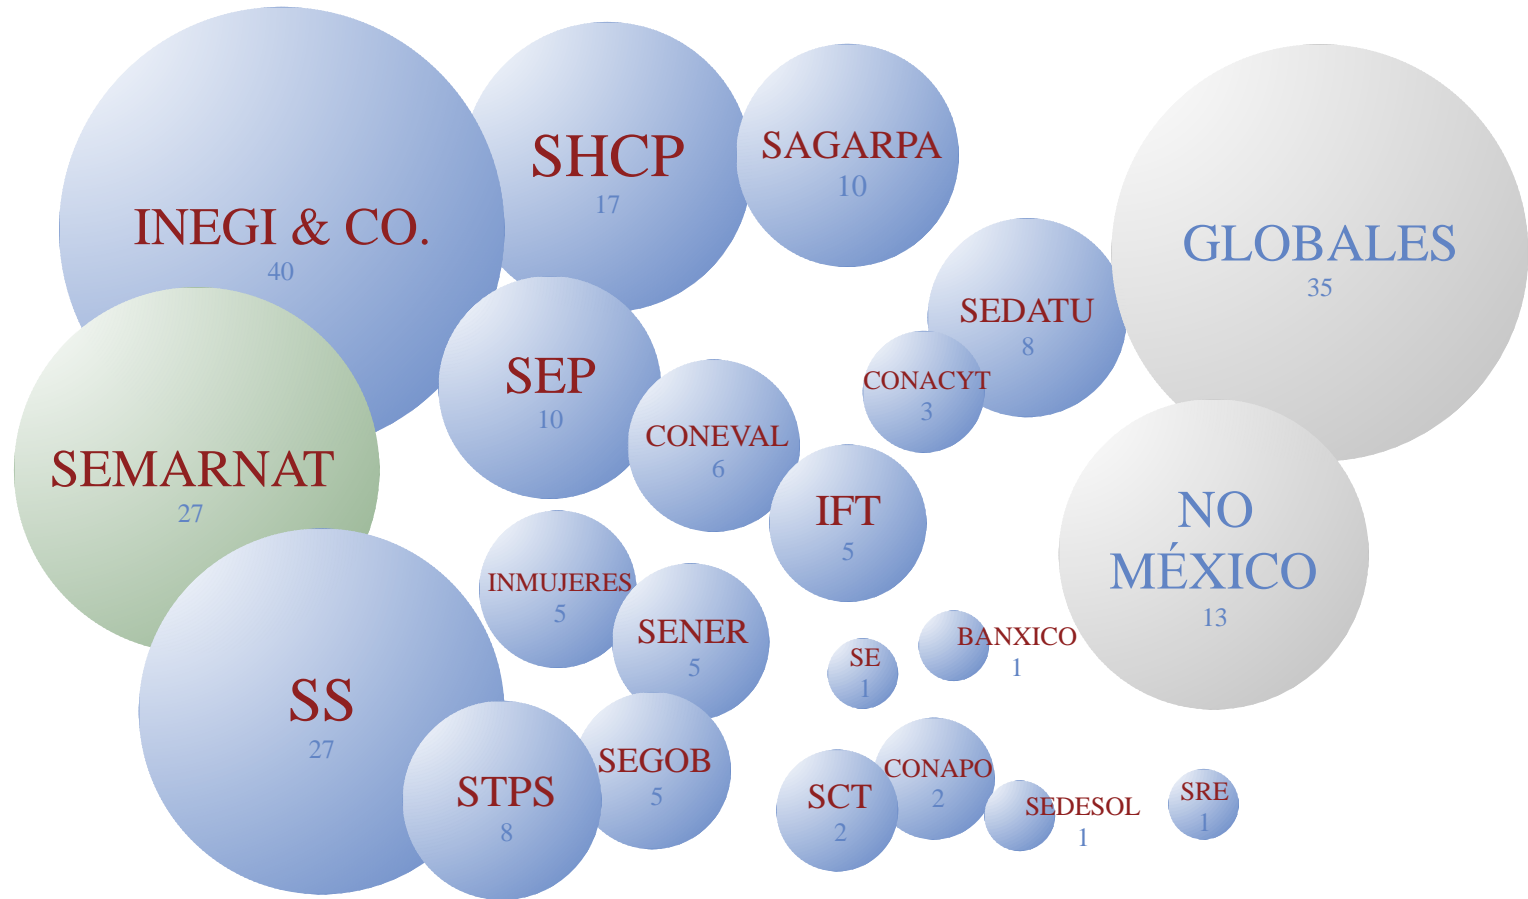 INEGI & CO.
40
SHCP
17
SAGARPA
10
GLOBALES
35
SEDATU
8
CONACYT
3
SEP
10
CONEVAL
6
SEMARNAT
27
IFT
5
NO
MÉXICO
13
INMUJERES
5
SENER
5
SE
1
BANXICO
1
SS
27
STPS
8
SEGOB
5
SCT
2
CONAPO
2
SEDESOL
1
SRE
1